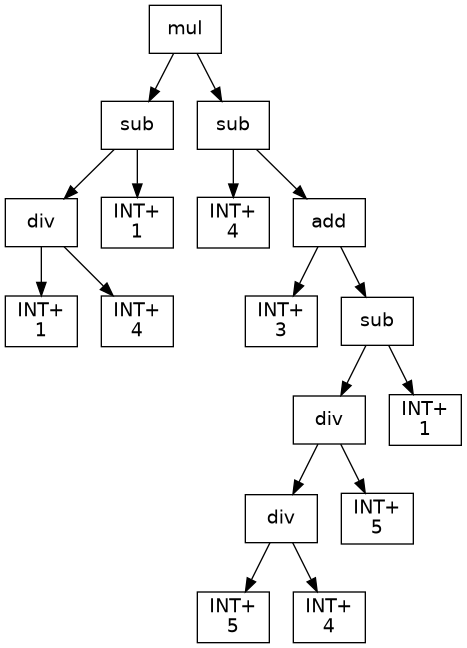 mul
sub
sub
div
INT+
1
INT+
4
add
INT+
1
INT+
4
INT+
3
sub
div
INT+
1
div
INT+
5
INT+
5
INT+
4